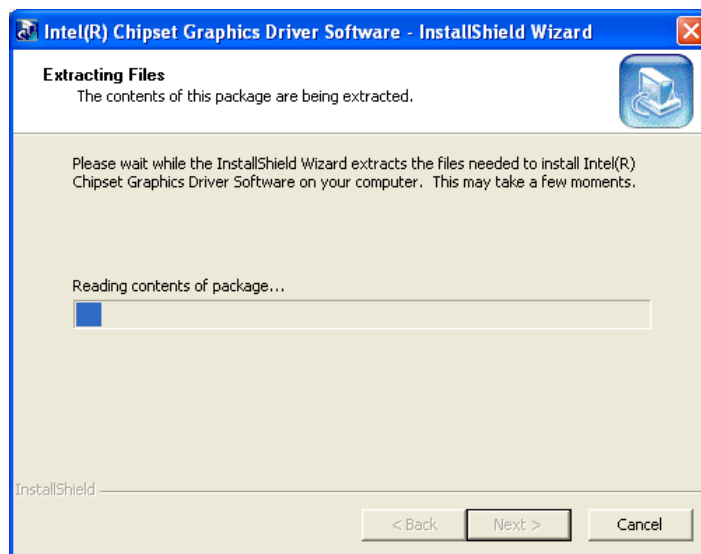 Intel(R) Chipset Graphics Driver Software - InstallShield Wizard
Extracting Files
The contents of this package are being extracted.
Please wait while the InstallShield Wizard extracts the files needed to install Intel(R)
Chipset Graphics Driver Software on your computer.  This may take a few moments.
Reading contents of package...
InstallShield
< Back
Next >
Cancel